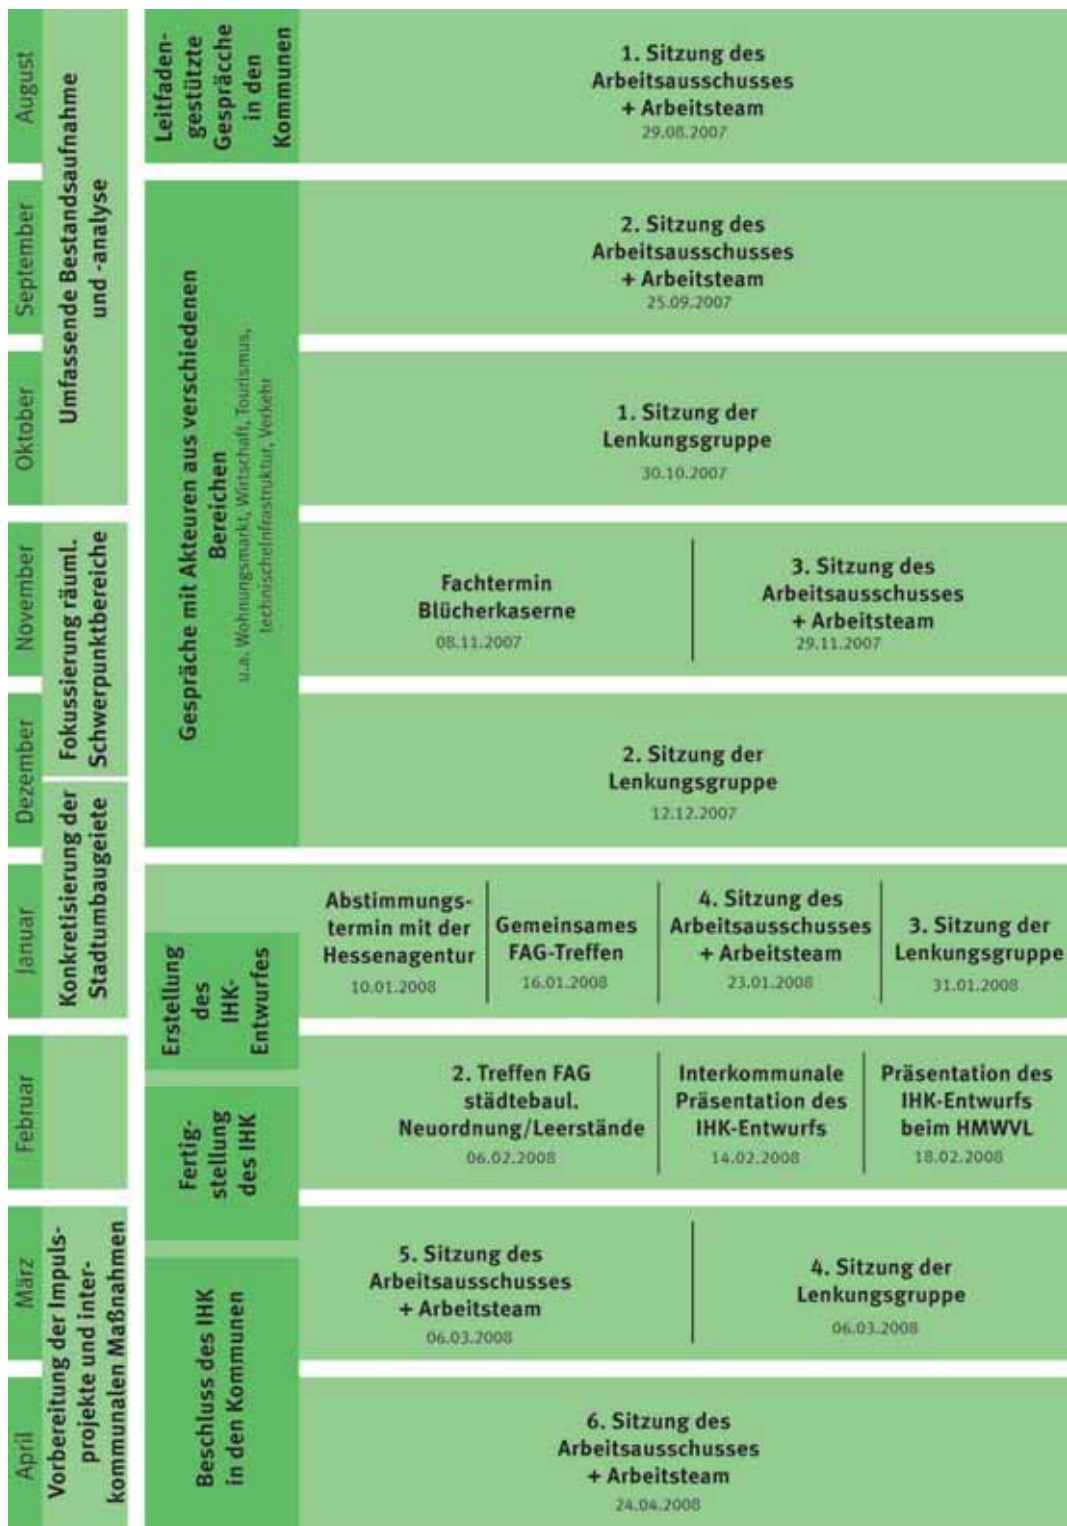 August
September
Oktober
November
Dezember
Januar
Februar
März
April
Umfassende Bestandsaufnahme
und -analyse
Fokussierung räuml.
Schwerpunktbereiche
Konkretisierung der
Stadtumbaugeiete
Vorbereitung der Impuls-
projekte und inter-
kommunalen Maßnahmen
Leitfaden-
gestützte
Gespräcche
in den
Kommunen
Gespräche mit Akteuren aus verschiedenen
Bereichen
u.a. Wohnungsmarkt, Wirtschaft, Tourismus,
technischeInfrastruktur, Verkehr
Erstellung
des
IHK-
Entwurfes
Fertig-
stellung
des IHK
Beschluss des IHK
in den Kommunen
1. Sitzung des
Arbeitsausschusses
+ Arbeitsteam
29.08.2007
2. Sitzung des
Arbeitsausschusses
+ Arbeitsteam
25.09.2007
1. Sitzung der
Lenkungsgruppe
30.10.2007
Fachtermin
Blücherkaserne
08.11.2007
3. Sitzung des
Arbeitsausschusses
+ Arbeitsteam
29.11.2007
2. Sitzung der
Lenkungsgruppe
12.12.2007
Abstimmungs-
termin mit der
Hessenagentur
10.01.2008
Gemeinsames
FAG-Treffen
16.01.2008
4. Sitzung des
Arbeitsausschusses
+ Arbeitsteam
23.01.2008
3. Sitzung der
Lenkungsgruppe
31.01.2008
2. Treffen FAG
städtebaul.
Neuordnung/Leerstände
06.02.2008
Interkommunale
Präsentation des
IHK-Entwurfs
14.02.2008
Präsentation des
IHK-Entwurfs
beim HMWVL
18.02.2008
5. Sitzung des
Arbeitsausschusses
+ Arbeitsteam
06.03.2008
4. Sitzung der
Lenkungsgruppe
06.03.2008
6. Sitzung des
Arbeitsausschusses
+ Arbeitsteam
24.04.2008